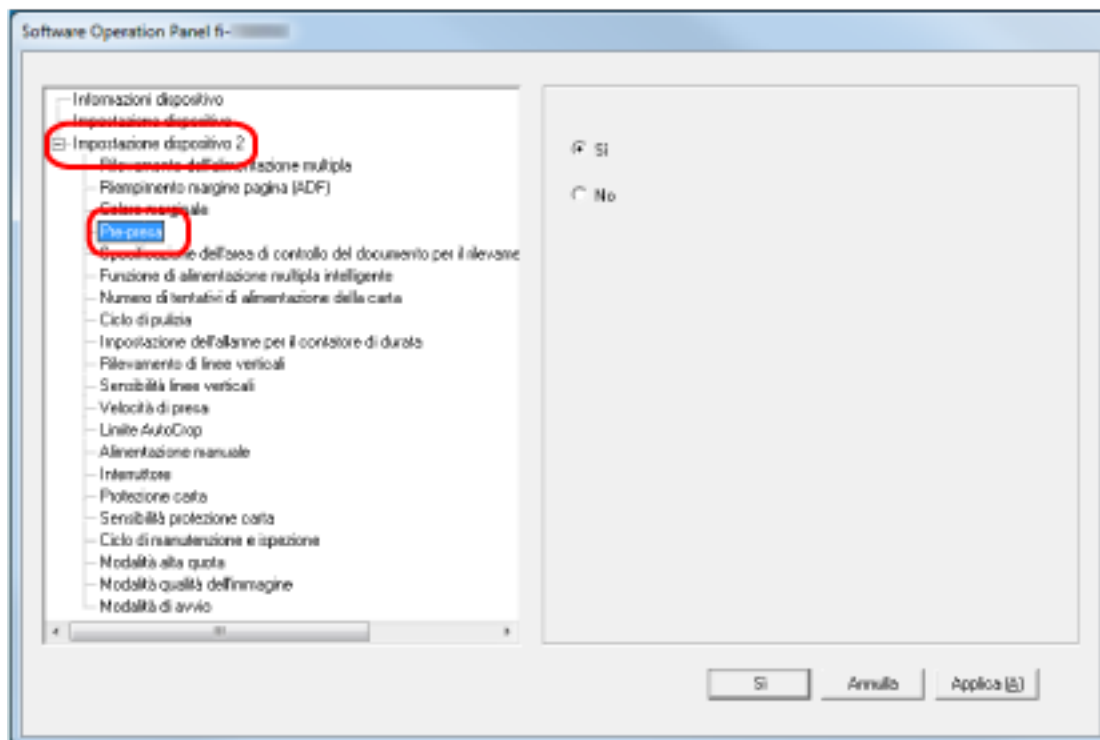 Software Operation Panel fi-
Informazioni dispositivo
Impostazione dispositivo
Impostazione dispositivo 2
Rilevamento dell'alimentazione multipla
Riempimento margine pagina (ADF)
Colore marginale
Pre-presa
Specificazione dell'area di controllo del documento per il rilevame
Funzione di alimentazione multipla intelligente
Numero di tentativi di alimentazione della carta
Ciclo di pulizia
Impostazione dell'allarme per il contatore di durata
Rilevamento di linee verticali
Sensibilità linee verticali
Velocità di presa
Limite AutoCrop
Alimentazione manuale
Interruttore
Protezione carta
Sensibilità protezione carta
Ciclo di manutenzione e ispezione
Modalità alta quota
Modalità qualità dell'immagine
Modalità di avvio
Sì
No
Sì
Annulla
Applica (A)